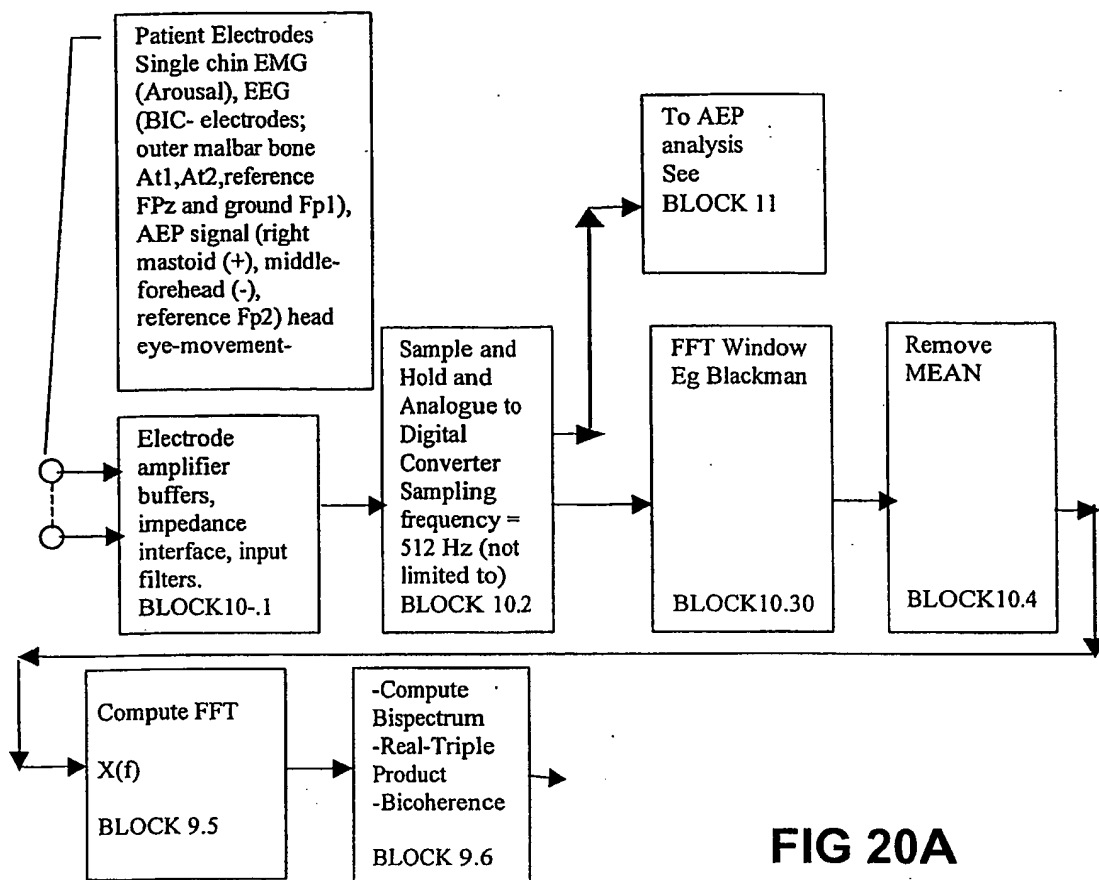 Patient Electrodes
Single chin EMG
(Arousal), EEG
(BIC- electrodes;
outer malbar bone
At1,At2,reference
FPz and ground Fp1),
AEP signal (right
mastoid (+), middle-
forehead (-),
reference Fp2) head
eye-movement-
To AEP
analysis
See
BLOCK 11
Electrode
amplifier
buffers,
impedance
interface, input
filters.
BLOCK10-.1
Sample and
Hold and
Analogue to
Digital
Converter
Sampling
frequency =
512 Hz (not
limited to)
BLOCK 10.2
FFT Window
Eg Blackman
BLOCK10.30
Remove
MEAN
BLOCK10.4
Compute FFT
X(f)
BLOCK 9.5
-Compute
Bispectrum
-Real-Triple
Product
-Bicoherence
BLOCK 9.6
FIG 20A